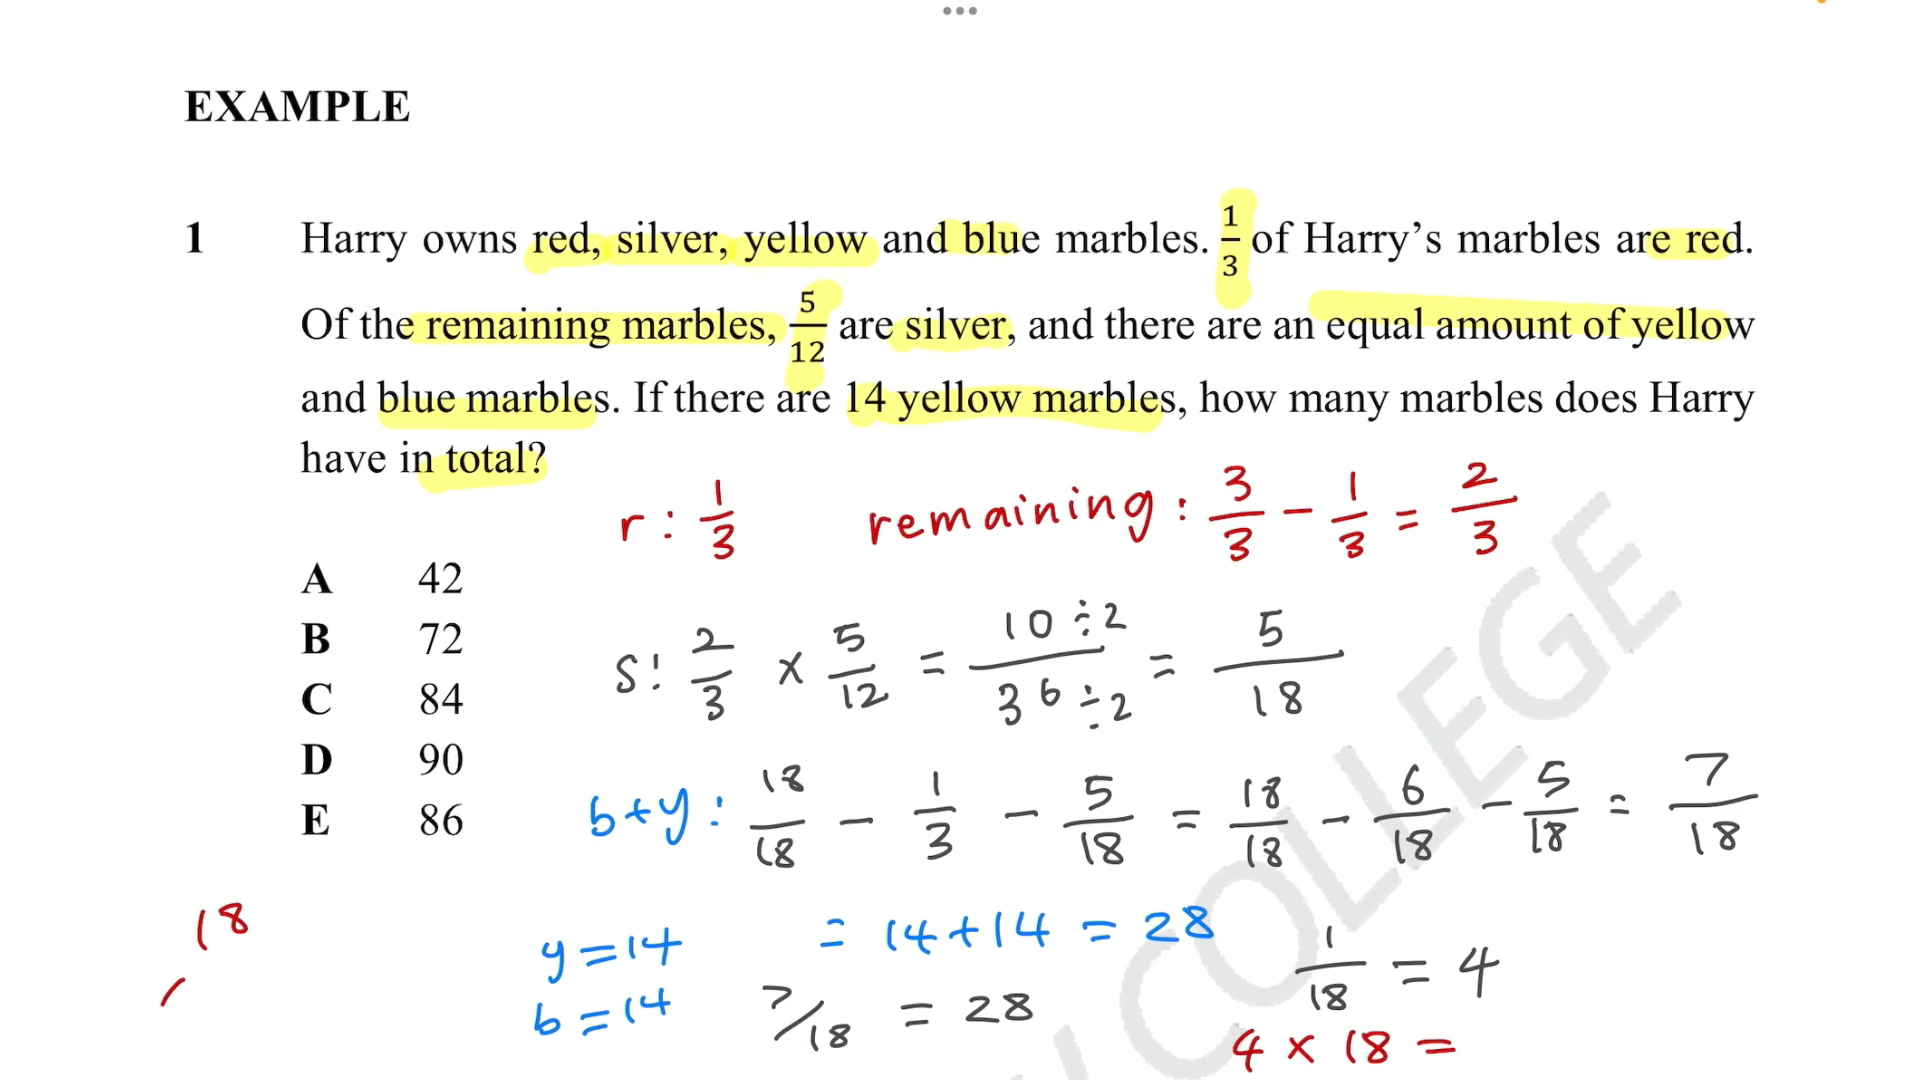 EXAMPLE
1 Harry owns red, silver, yellow and blue marbles. 1/3 of Harry's marbles are red.
Of the remaining marbles, 5/12 are silver, and there are an equal amount of yellow
and blue marbles. If there are 14 yellow marbles, how many marbles does Harry
have in total?
r: 1/3 remaining: 3/3 - 1/3 = 2/3
A 42
B 72
C 84
D 90
E 86
s: 2/3 × 5/12 = 10÷2/36÷2 = 5/18
b+y: 18/18 - 1/3 - 5/18 = 18/18 - 6/18 - 5/18 = 7/18
18
y=14 = 14+14 = 28
b=14 7/18 = 28
1/18 = 4
4 × 18 =
COLLEGE